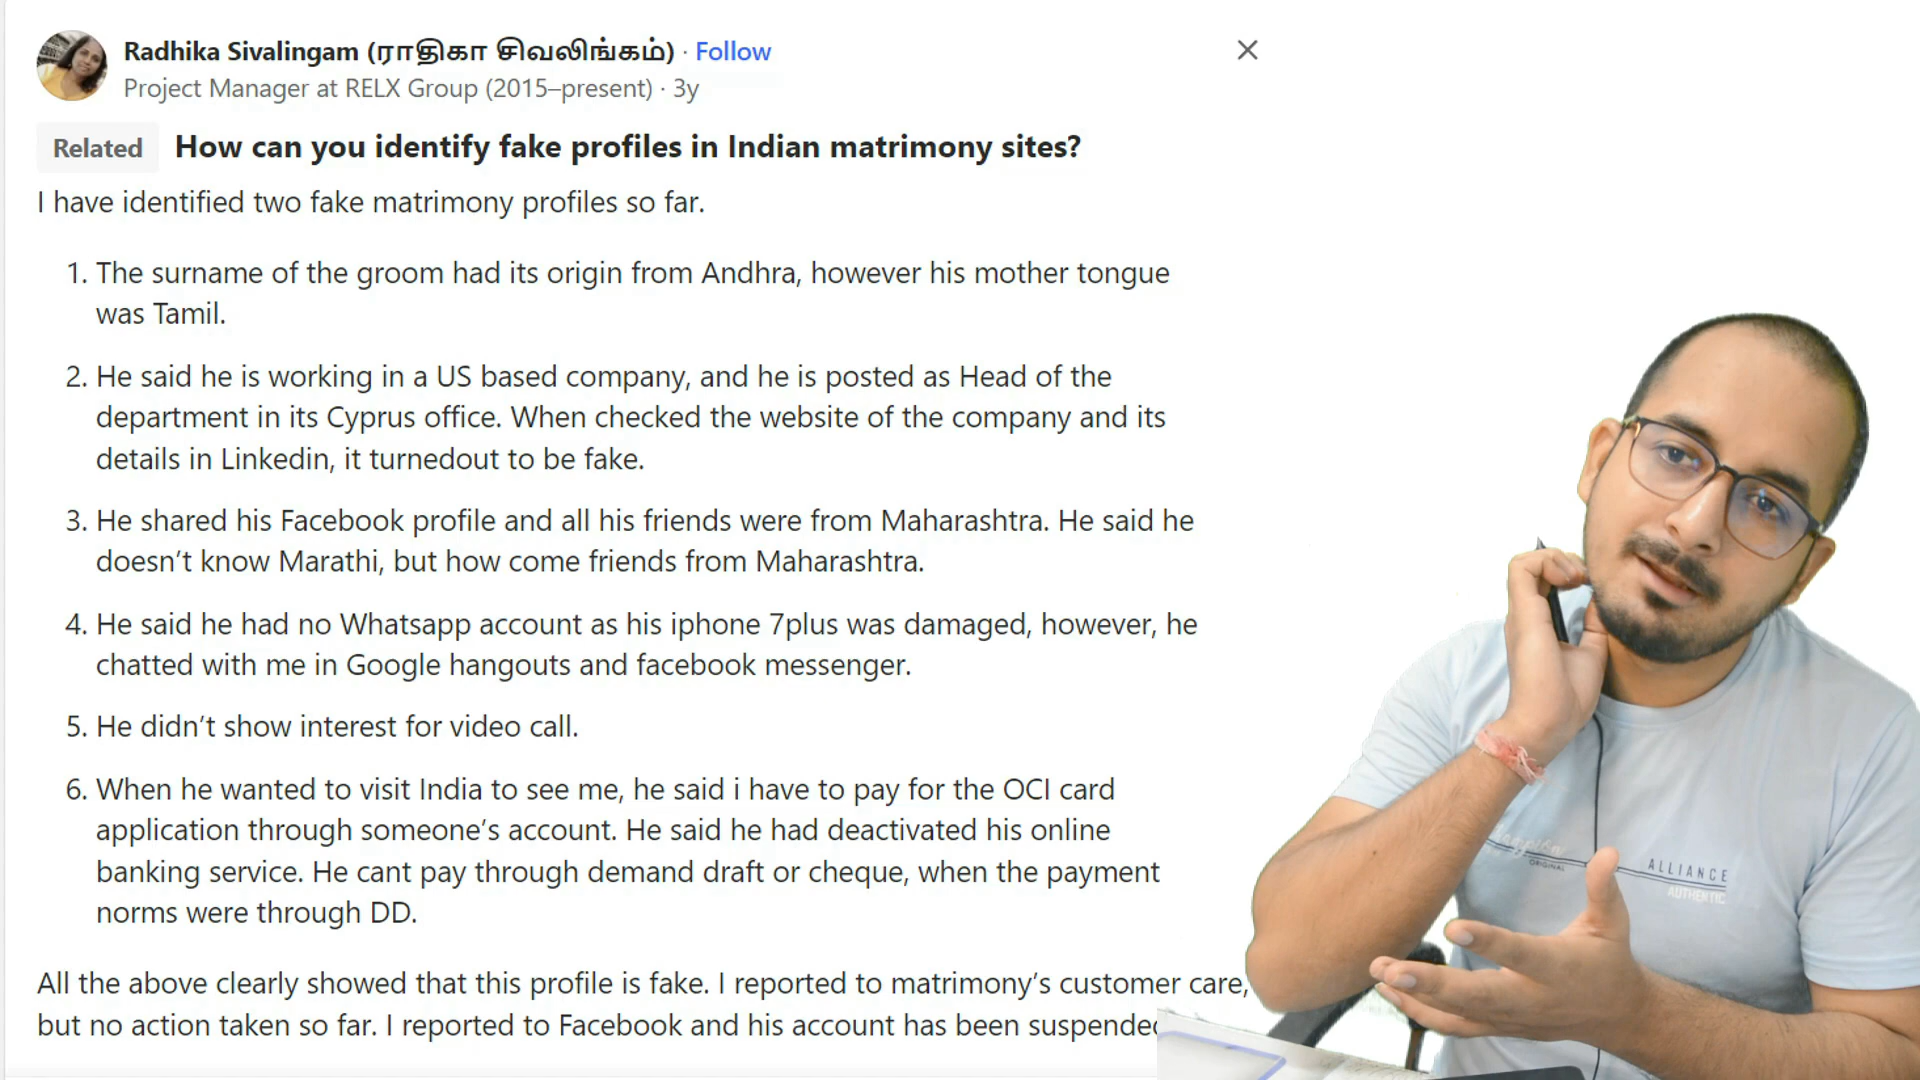 Radhika Sivalingam (ராதிகா சிவலிங்கம்) · Follow
Project Manager at RELX Group (2015–present) · 3y
Related How can you identify fake profiles in Indian matrimony sites?
I have identified two fake matrimony profiles so far.
1. The surname of the groom had its origin from Andhra, however his mother tongue
was Tamil.
2. He said he is working in a US based company, and he is posted as Head of the
department in its Cyprus office. When checked the website of the company and its
details in Linkedin, it turnedout to be fake.
3. He shared his Facebook profile and all his friends were from Maharashtra. He said he
doesn’t know Marathi, but how come friends from Maharashtra.
4. He said he had no Whatsapp account as his iphone 7plus was damaged, however, he
chatted with me in Google hangouts and facebook messenger.
5. He didn’t show interest for video call.
6. When he wanted to visit India to see me, he said i have to pay for the OCI card
application through someone’s account. He said he had deactivated his online
banking service. He cant pay through demand draft or cheque, when the payment
norms were through DD.
All the above clearly showed that this profile is fake. I reported to matrimony’s customer care,
but no action taken so far. I reported to Facebook and his account has been suspended
ORIGINAL
ALLIANCE
AUTHENTIC